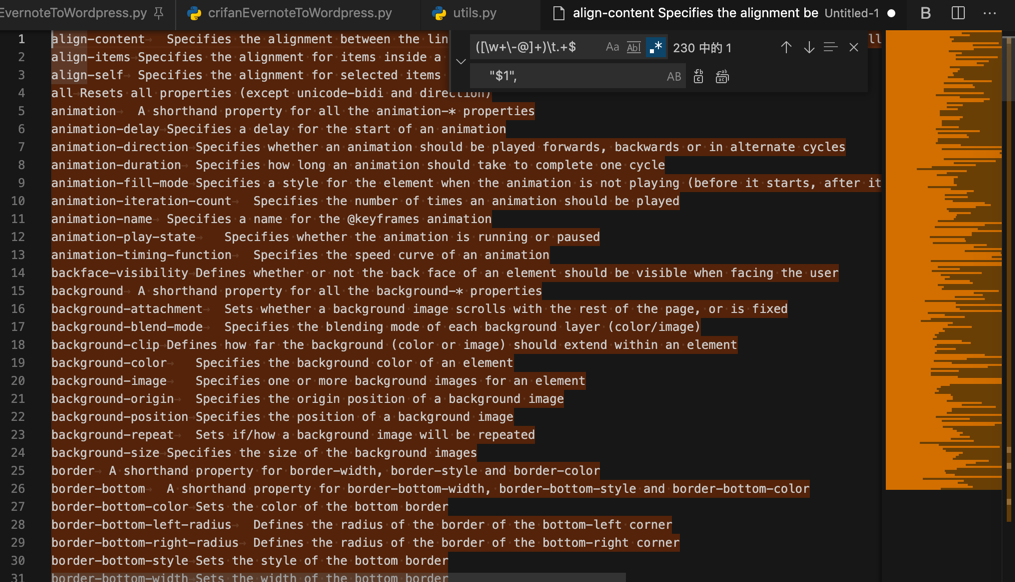 EvernoteToWordpress.py
crifanEvernoteToWordpress.py
utils.py
align-content Specifies the alignment be Untitled-1
B
([\w+\-@]+)\t.+$
Aa
Abl
.*
230 中的 1
"$1",
AB
1 align-content Specifies the alignment between the lin
2 align-items Specifies the alignment for items inside a
3 align-self Specifies the alignment for selected items
4 all Resets all properties (except unicode-bidi and direction)
5 animation A shorthand property for all the animation-* properties
6 animation-delay Specifies a delay for the start of an animation
7 animation-direction Specifies whether an animation should be played forwards, backwards or in alternate cycles
8 animation-duration Specifies how long an animation should take to complete one cycle
9 animation-fill-mode Specifies a style for the element when the animation is not playing (before it starts, after it
10 animation-iteration-count Specifies the number of times an animation should be played
11 animation-name Specifies a name for the @keyframes animation
12 animation-play-state Specifies whether the animation is running or paused
13 animation-timing-function Specifies the speed curve of an animation
14 backface-visibility Defines whether or not the back face of an element should be visible when facing the user
15 background A shorthand property for all the background-* properties
16 background-attachment Sets whether a background image scrolls with the rest of the page, or is fixed
17 background-blend-mode Specifies the blending mode of each background layer (color/image)
18 background-clip Defines how far the background (color or image) should extend within an element
19 background-color Specifies the background color of an element
20 background-image Specifies one or more background images for an element
21 background-origin Specifies the origin position of a background image
22 background-position Specifies the position of a background image
23 background-repeat Sets if/how a background image will be repeated
24 background-size Specifies the size of the background images
25 border A shorthand property for border-width, border-style and border-color
26 border-bottom A shorthand property for border-bottom-width, border-bottom-style and border-bottom-color
27 border-bottom-color Sets the color of the bottom border
28 border-bottom-left-radius Defines the radius of the border of the bottom-left corner
29 border-bottom-right-radius Defines the radius of the border of the bottom-right corner
30 border-bottom-style Sets the style of the bottom border
31 border-bottom-width Sets the width of the bottom border